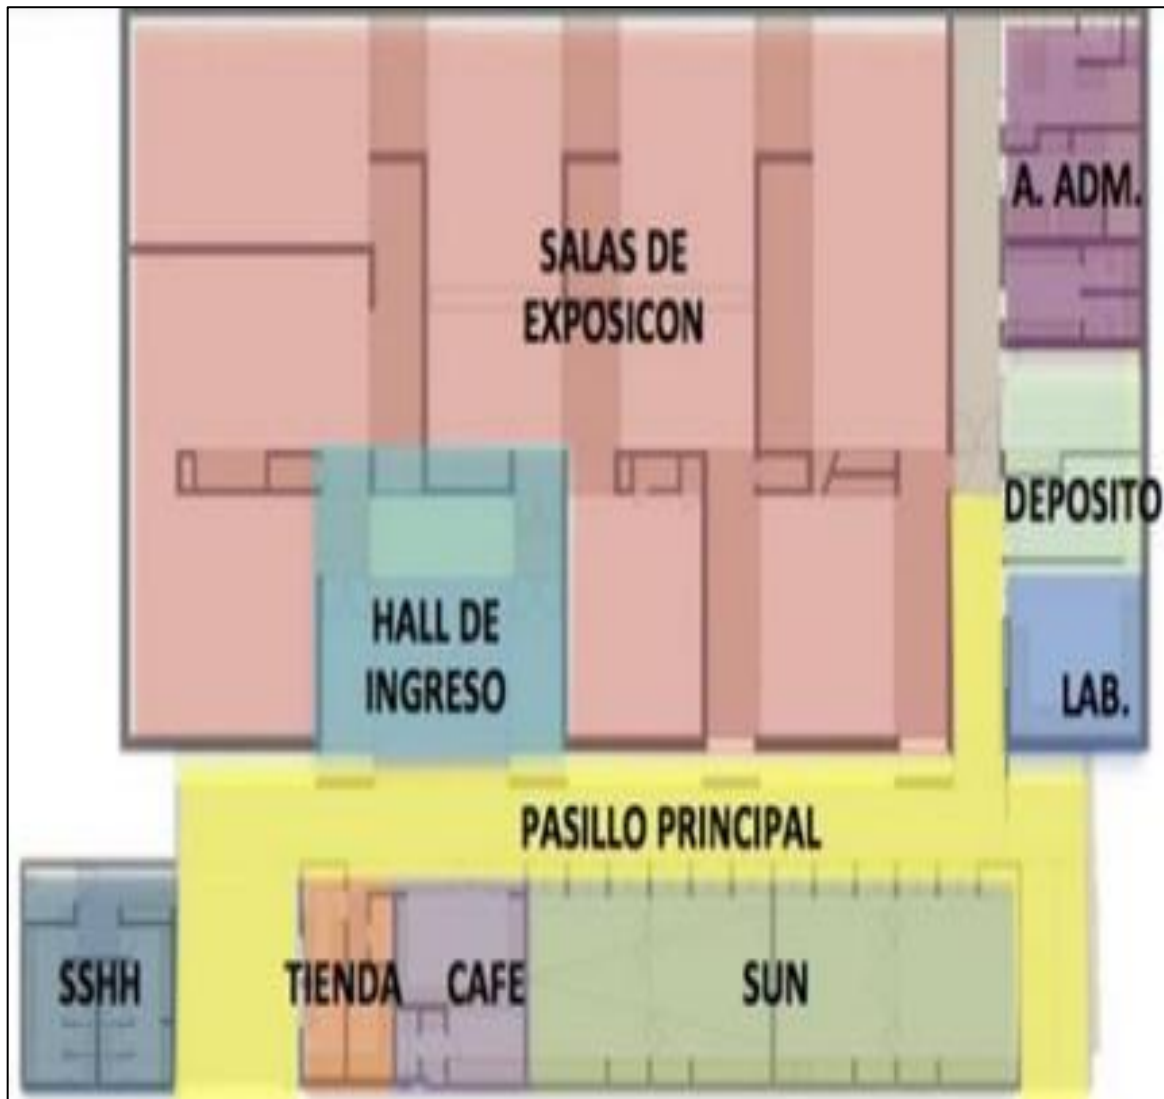 A. ADM.
SALAS DE
EXPOSICON
DEPOSITO
HALL DE
INGRESO
LAB.
PASILLO PRINCIPAL
SSHH
TIENDA
CAFE
SUN